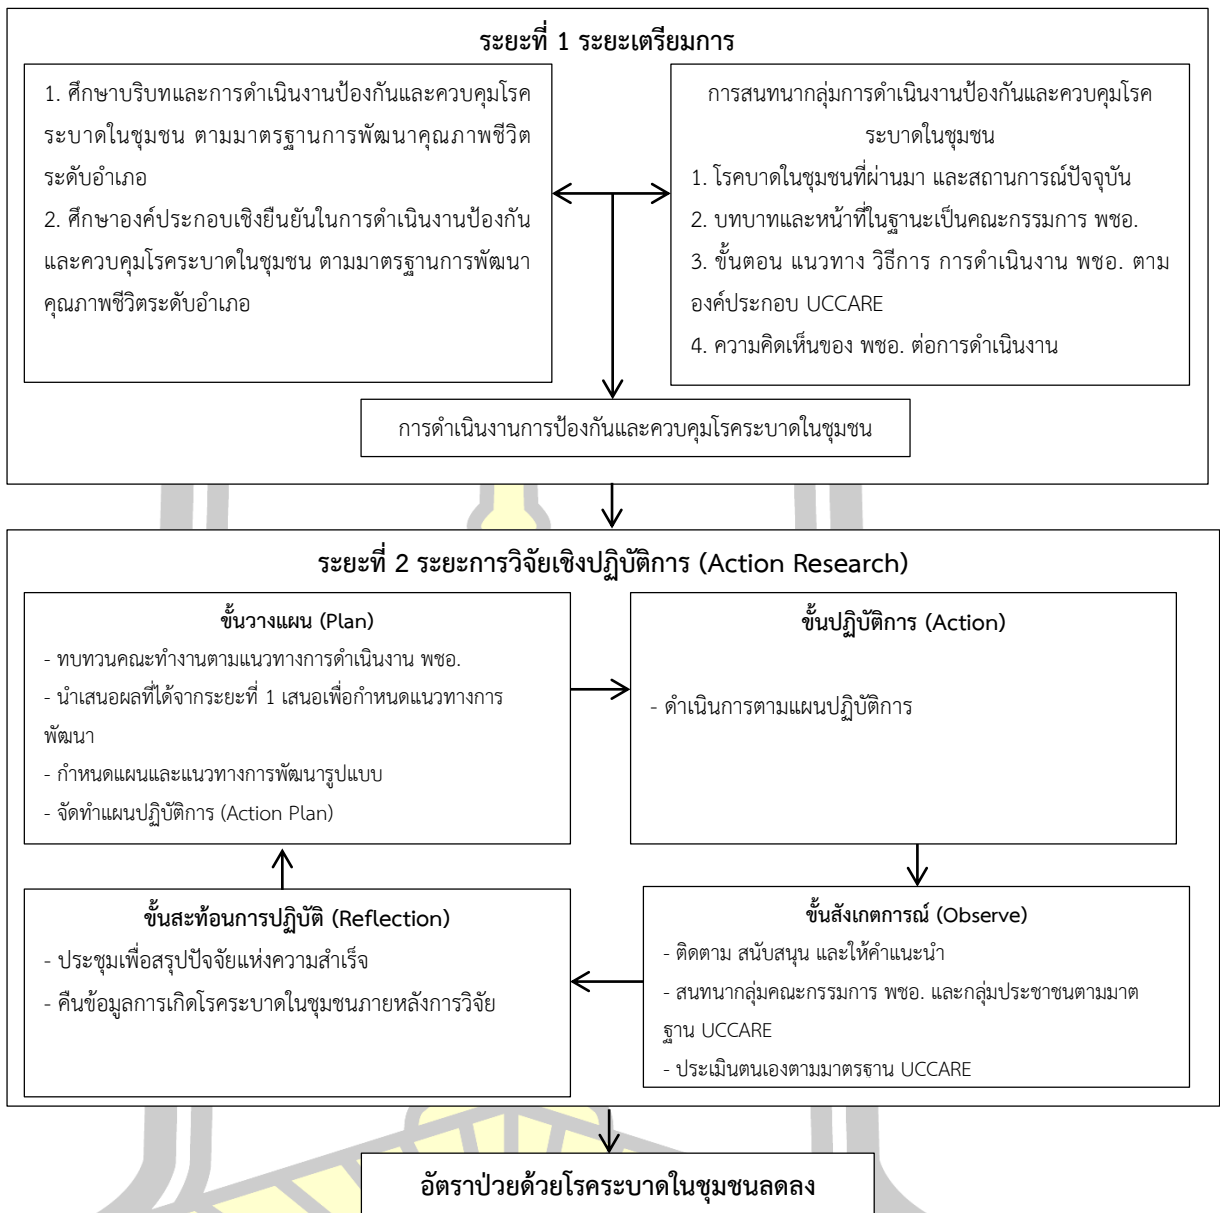 ระยะที่ 1 ระยะเตรียมการ
1. ศึกษาบริบทและการดำเนินงานป้องกันและควบคุมโรค
ระบาดในชุมชน ตามมาตรฐานการพัฒนาคุณภาพชีวิต
ระดับอำเภอ
2. ศึกษาองค์ประกอบเชิงยืนยันในการดำเนินงานป้องกัน
และควบคุมโรคระบาดในชุมชน ตามมาตรฐานการพัฒนา
คุณภาพชีวิตระดับอำเภอ
การสนทนากลุ่มการดำเนินงานป้องกันและควบคุมโรค
ระบาดในชุมชน
1. โรคบาดในชุมชนที่ผ่านมา และสถานการณ์ปัจจุบัน
2. บทบาทและหน้าที่ในฐานะเป็นคณะกรรมการ พชอ.
3. ขั้นตอน แนวทาง วิธีการ การดำเนินงาน พชอ. ตาม
องค์ประกอบ UCCARE
4. ความคิดเห็นของ พชอ. ต่อการดำเนินงาน
การดำเนินงานการป้องกันและควบคุมโรคระบาดในชุมชน
ระยะที่ 2 ระยะการวิจัยเชิงปฏิบัติการ (Action Research)
ขั้นวางแผน (Plan)
- ทบทวนคณะทำงานตามแนวทางการดำเนินงาน พชอ.
- นำเสนอผลที่ได้จากระยะที่ 1 เสนอเพื่อกำหนดแนวทางการ
พัฒนา
- กำหนดแผนและแนวทางการพัฒนารูปแบบ
- จัดทำแผนปฏิบัติการ (Action Plan)
ขั้นปฏิบัติการ (Action)
- ดำเนินการตามแผนปฏิบัติการ
ขั้นสะท้อนการปฏิบัติ (Reflection)
- ประชุมเพื่อสรุปปัจจัยแห่งความสำเร็จ
- คืนข้อมูลการเกิดโรคระบาดในชุมชนภายหลังการวิจัย
ขั้นสังเกตการณ์ (Observe)
- ติดตาม สนับสนุน และให้คำแนะนำ
- สนทนากลุ่มคณะกรรมการ พชอ. และกลุ่มประชาชนตามมาต
ฐาน UCCARE
- ประเมินตนเองตามมาตรฐาน UCCARE
อัตราป่วยด้วยโรคระบาดในชุมชนลดลง